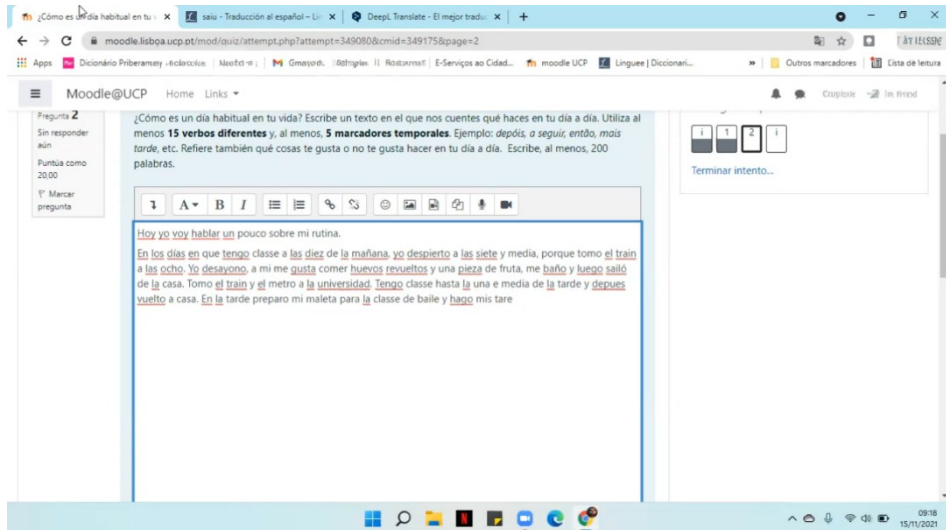 ¿Cómo es un día habitual en tu
saiu - Traducción al español – Lin
DeepL Translate - El mejor traduc
moodle.lisboa.ucp.pt/mod/quiz/attempt.php?attempt=349080&cmid=349175&page=2
Apps Dicionário Priberam E-Serviços ao Cidad... moodle UCP Linguee | Dicionari... » Outros marcadores Lista de leitura
Moodle@UCP Home Links
Pregunta 2
Sin responder aún
Puntúa como 20,00
Marcar pregunta
¿Cómo es un día habitual en tu vida? Escribe un texto en el que nos cuentes qué haces en tu día a día. Utiliza al
menos 15 verbos diferentes y, al menos, 5 marcadores temporales. Ejemplo: depóis, a seguir, então, mais
tarde, etc. Refiere también qué cosas te gusta o no te gusta hacer en tu día a día. Escribe, al menos, 200
palabras.
i 1 2 i
Terminar intento...
A B I
Hoy yo voy hablar un pouco sobre mi rutina.
En los días en que tengo classe a las diez de la mañana, yo despierto a las siete y media, porque tomo el train
a las ocho. Yo desayono, a mi me gusta comer huevos revueltos y una pieza de fruta, me baño y luego sailó
de la casa. Tomo el train y el metro a la universidad. Tengo classe hasta la una e media de la tarde y depues
vuelto a casa. En la tarde preparo mi maleta para la classe de baile y hago mis tare
09:18
15/11/2021